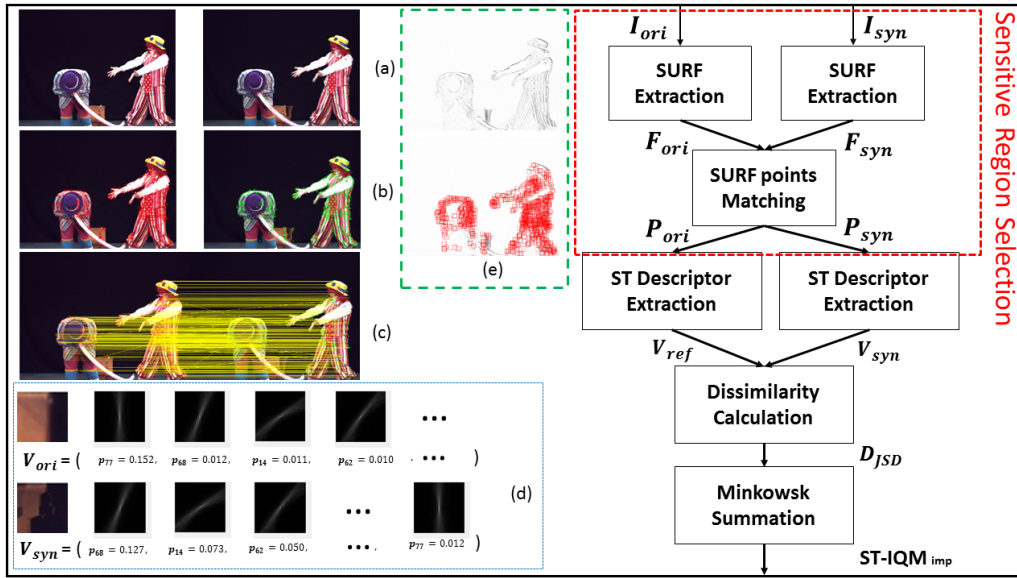 (a)
(b)
(c)
V_ori = ( p_77 = 0.152, p_68 = 0.012, p_14 = 0.011, p_62 = 0.010 , ... )
...
(d)
V_syn = ( p_68 = 0.127, p_14 = 0.073, p_62 = 0.050, ... , p_77 = 0.012 )
...
(e)
I_ori
I_syn
SURF
Extraction
SURF
Extraction
F_ori
F_syn
SURF points
Matching
P_ori
P_syn
Sensitive Region Selection
ST Descriptor
Extraction
ST Descriptor
Extraction
V_ref
V_syn
Dissimilarity
Calculation
D_JSD
Minkowsk
Summation
ST-IQM imp